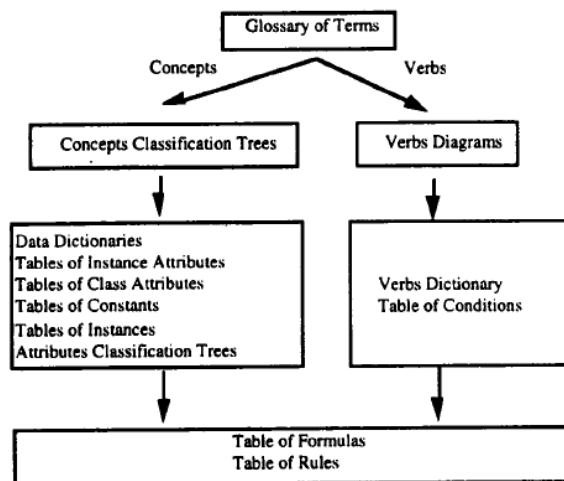 Glossary of Terms
Concepts
Verbs
Concepts Classification Trees
Verbs Diagrams
Data Dictionaries
Tables of Instance Attributes
Tables of Class Attributes
Tables of Constants
Tables of Instances
Attributes Classification Trees
Verbs Dictionary
Table of Conditions
Table of Formulas
Table of Rules